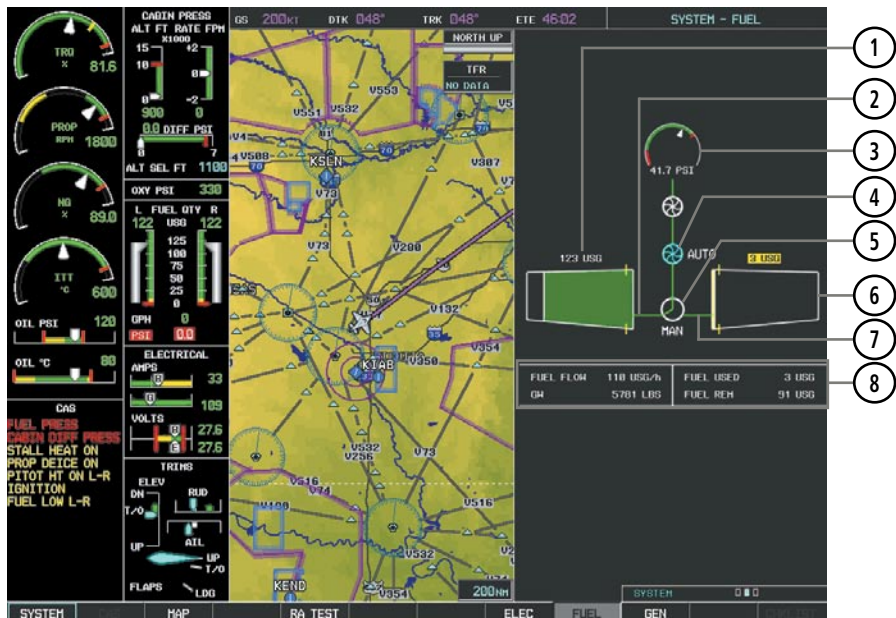 GS 200KT DTK 048° TRK 048° ETE 46:02
SYSTEM - FUEL
TRQ
%
81.6
PROP
RPM
1800
NG
%
89.0
ITT
°C
600
OIL PSI 120
OIL °C 80
CAS
FUEL PRESS
CABIN DIFF PRESS
STALL HEAT ON
PROP DEICE ON
PITOT HT ON L-R
IGNITION
FUEL LOW L-R
CABIN PRESS
ALT FT RATE FPM
X1000
15 +2
10
0
0 -2
900 0
0.0 DIFF PSI
0 7
ALT SEL FT 1100
OXY PSI 330
L FUEL QTY R
122 USG 122
125
100
75
50
25
0
GPH 0
PSI 0.0
ELECTRICAL
AMPS
33
109
VOLTS
27.6
27.6
TRIMS
ELEV
DN
T/O
UP
RUD
AIL
UP
T/O
FLAPS
LDG
NORTH UP
TFR
NO DATA
V553
V551
V532
81
70
V4
V508
70
KSLN
V307
V73
V73
V280
50
V132
35
KIAB
V350
V354
V532
V256
V73
V516
V74
V516
V532
KEND
V354
200NM
41.7 PSI
AUTO
123 USG
3 USG
MAN
FUEL FLOW 110 USG/h FUEL USED 3 USG
GW 5781 LBS FUEL REM 91 USG
SYSTEM
SYSTEM MAP RA TEST ELEC FUEL GEN
1
2
3
4
5
6
7
8